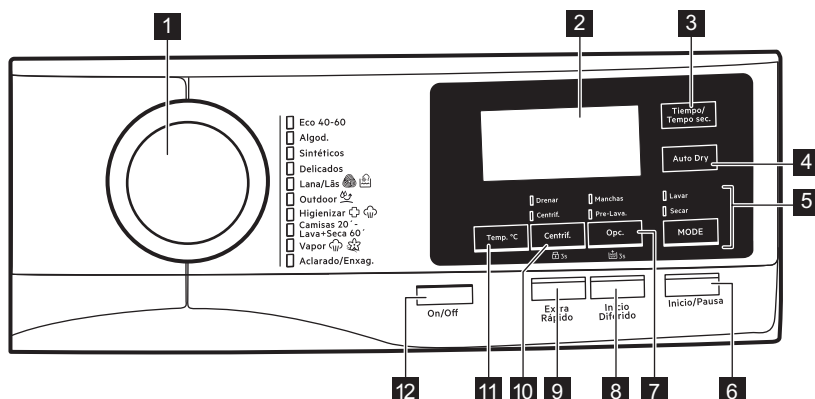 1
2
3
Tiempo/
Tempo sec.
Eco 40-60
Algod.
Sintéticos
Delicados
Lana/Lãs
Outdoor
Higienizar
Camisas 20´-
Lava+Seca 60´
Vapor
Aclarado/Enxag.
Auto Dry
4
Drenar
Manchas
Lavar
5
Centrif.
Pre-Lava.
Secar
Temp. °C
Centrif.
Opc.
MODE
3s
3s
On/Off
Extra
Rápido
Inicio
Diferido
Inicio/Pausa
12
11
10
9
8
7
6